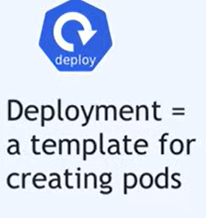 deploy
Deployment =
a template for
creating pods